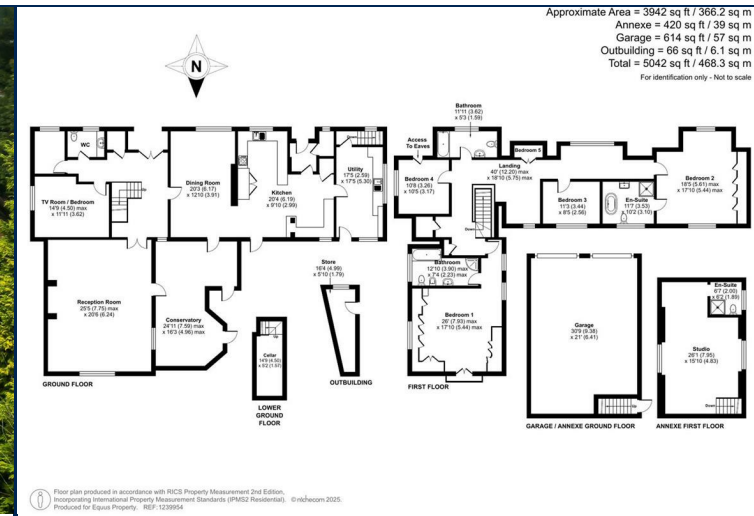 Approximate Area = 3942 sq ft / 366.2 sq m
Annexe = 420 sq ft / 39 sq m
Garage = 614 sq ft / 57 sq m
Outbuilding = 66 sq ft / 6.1 sq m
Total = 5042 sq ft / 468.3 sq m
For identification only - Not to scale
N
WC
Up
TV Room / Bedroom
14'9 (4.50) max
x 11'11 (3.62)
Dining Room
20'3 (6.17)
x 12'10 (3.91)
Kitchen
20'4 (6.19)
x 9'10 (2.99)
Utility
17'5 (2.59)
x 17'5 (5.30)
Reception Room
25'5 (7.75) max
x 20'6 (6.24)
Conservatory
24'11 (7.59) max
x 16'3 (4.96) max
GROUND FLOOR
Cellar
14'9 (4.50)
x 5'2 (1.57)
Up
LOWER
GROUND
FLOOR
Store
16'4 (4.99)
x 5'10 (1.79)
OUTBUILDING
Bathroom
11'11 (3.62)
x 5'3 (1.59)
Access
To Eaves
Bedroom 4
10'8 (3.26)
x 10'5 (3.17)
Landing
40' (12.20) max
x 18'10 (5.75) max
Bedroom 5
Bedroom 3
11'3 (3.44)
x 8'5 (2.56)
En-Suite
11'7 (3.53)
x 10'2 (3.10)
Bedroom 2
18'5 (5.61) max
x 17'10 (5.44) max
Down
Bathroom
12'10 (3.90) max
x 7'4 (2.23) max
Bedroom 1
26' (7.93) max
x 17'10 (5.44) max
FIRST FLOOR
Garage
30'9 (9.38)
x 21' (6.41)
Up
GARAGE / ANNEXE GROUND FLOOR
En-Suite
6'7 (2.00)
x 6'2 (1.89)
Studio
26'1 (7.95)
x 15'10 (4.83)
Down
ANNEXE FIRST FLOOR
Floor plan produced in accordance with RICS Property Measurement 2nd Edition,
Incorporating International Property Measurement Standards (IPMS2 Residential). © nichecom 2025.
Produced for Equus Property. REF: 1239954